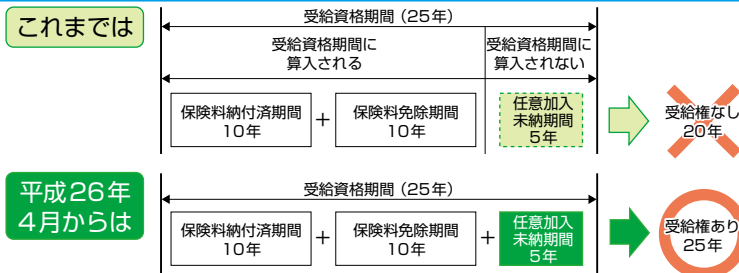 これまでは
受給資格期間（25年）
受給資格期間に
算入される
受給資格期間に
算入されない
保険料納付済期間
10年
+
保険料免除期間
10年
任意加入
未納期間
5年
受給権なし
20年
平成26年
4月からは
受給資格期間（25年）
保険料納付済期間
10年
+
保険料免除期間
10年
+
任意加入
未納期間
5年
受給権あり
25年